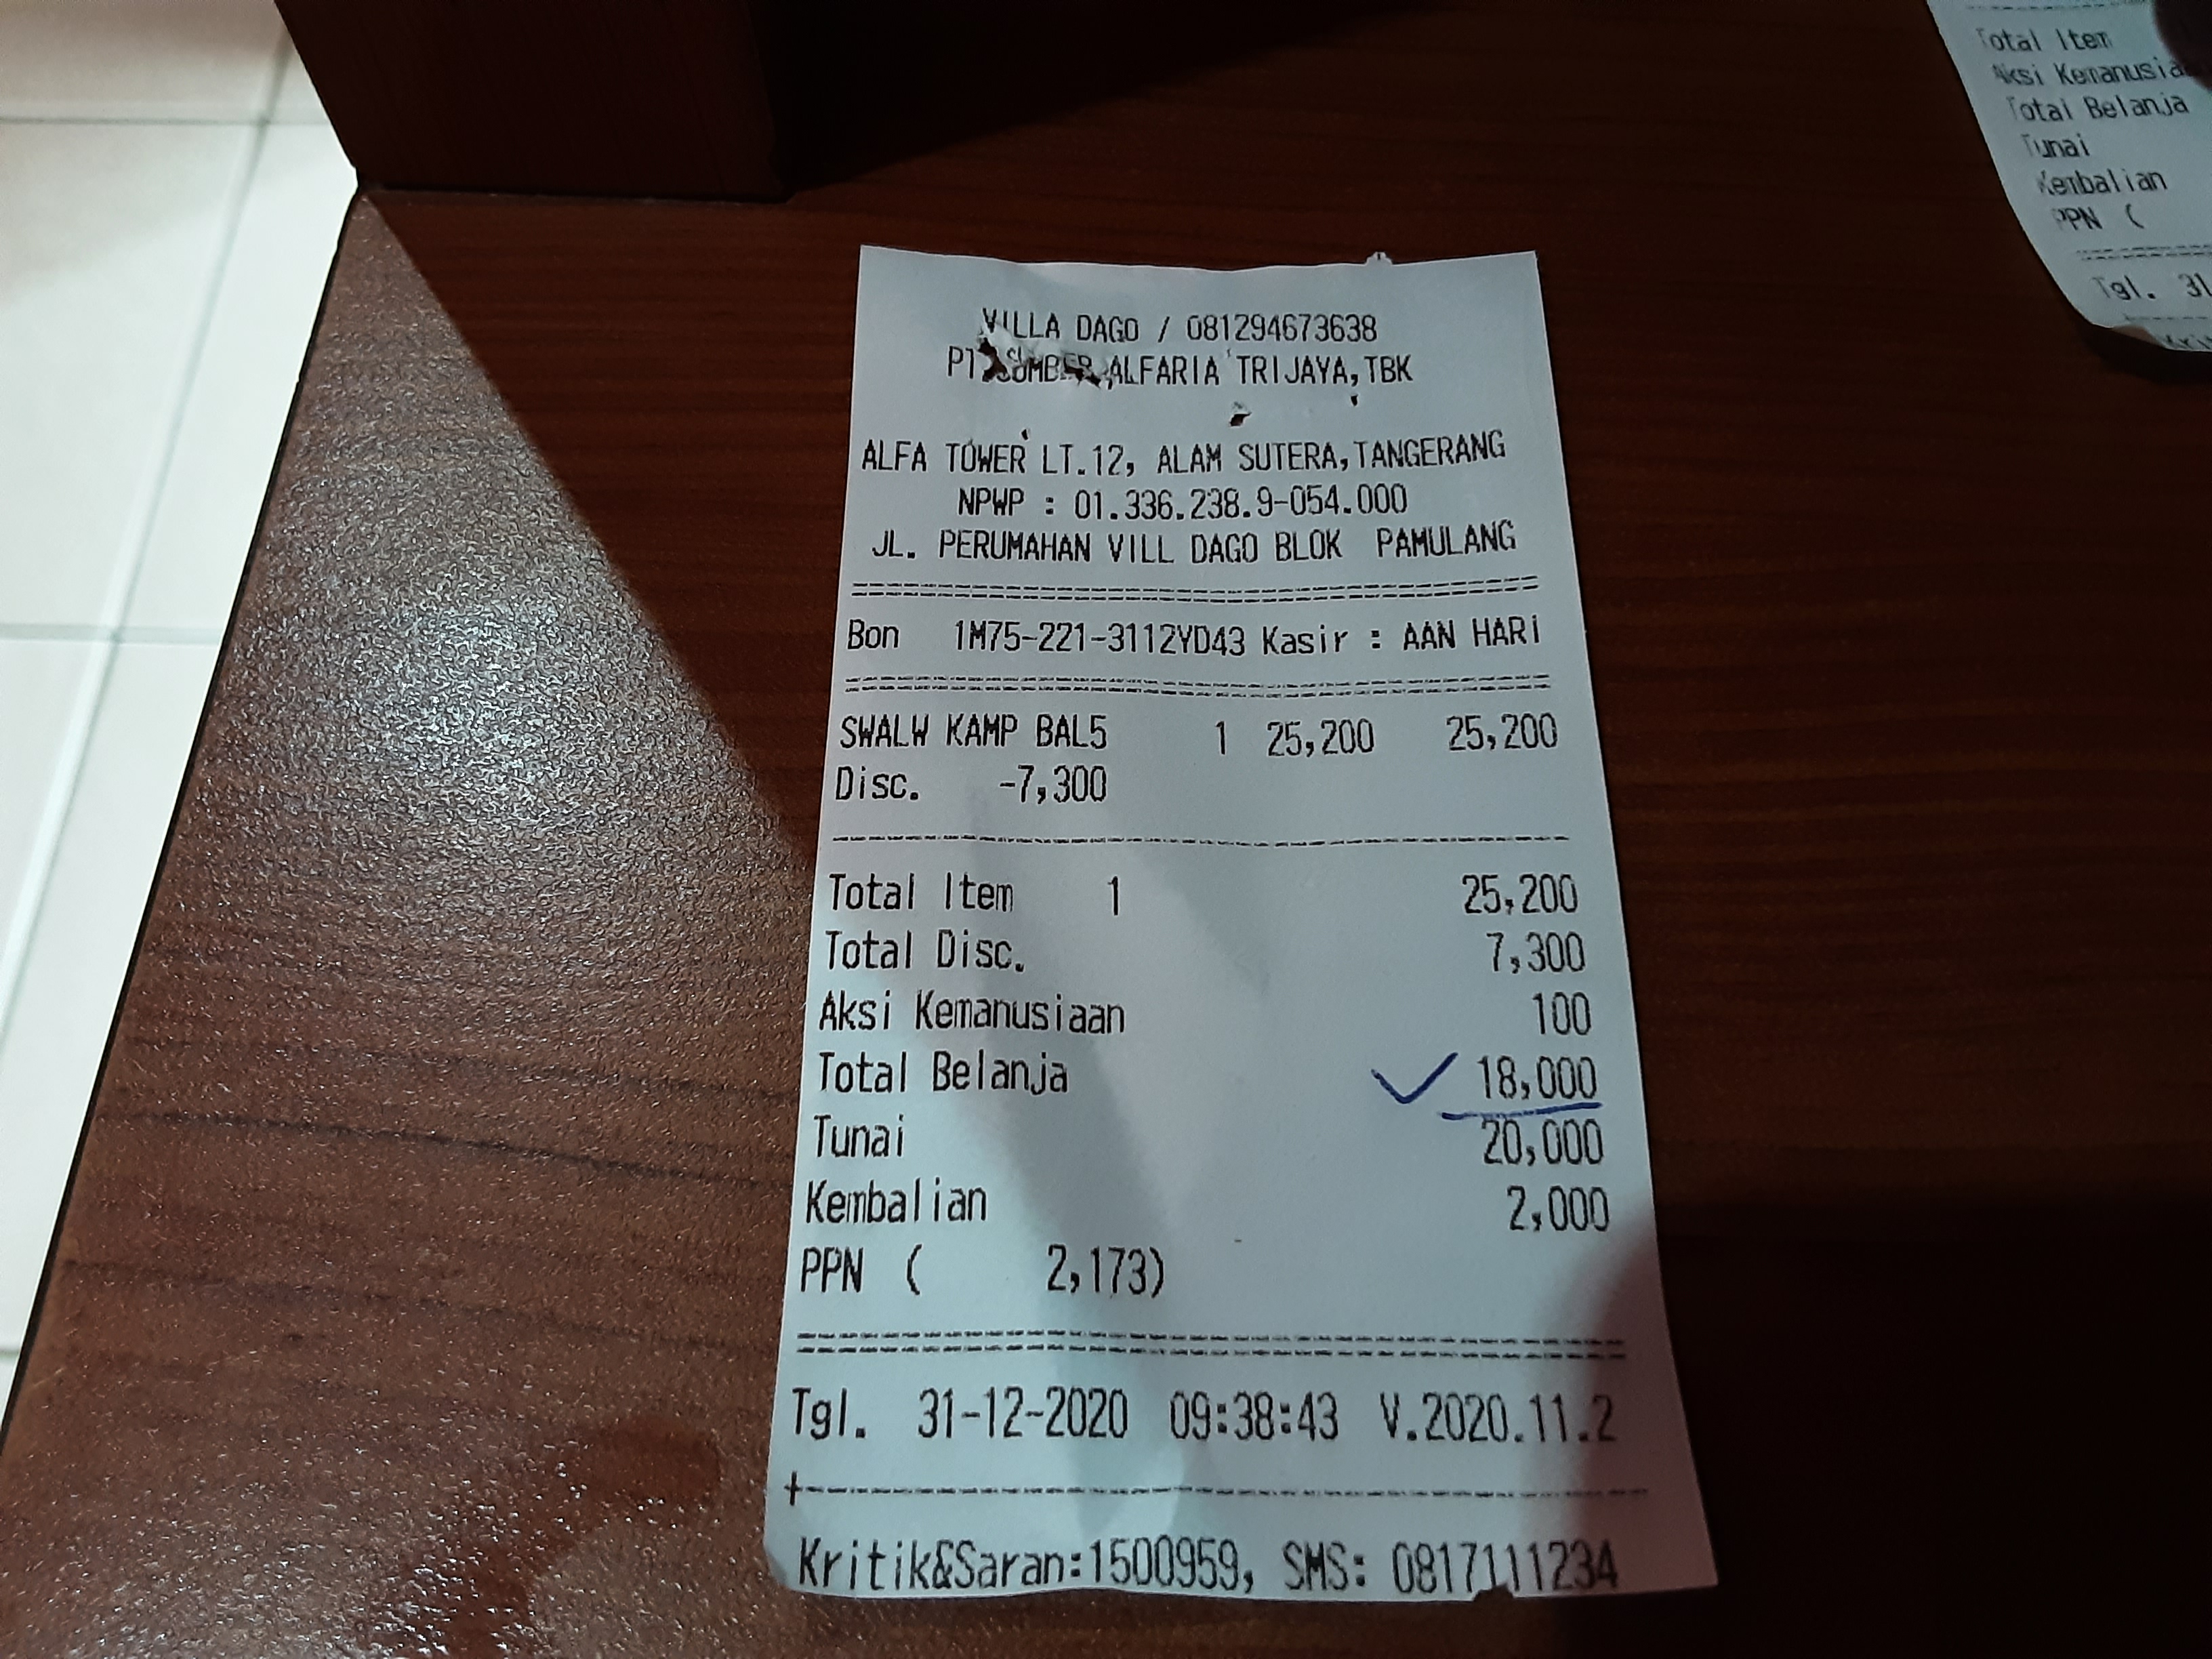 VILLA DAGO / 081294673638
PT.SUMBER ALFARIA TRIJAYA,TBK
ALFA TOWER LT.12, ALAM SUTERA,TANGERANG
NPWP : 01.336.238.9-054.000
JL. PERUMAHAN VILL DAGO BLOK PAMULANG
Bon 1M75-221-3112YD43 Kasir : AAN HARI
SWALW KAMP BAL5 1 25,200 25,200
Disc. -7,300
Total Item 1 25,200
Total Disc. 7,300
Aksi Kemanusiaan 100
Total Belanja 18,000
Tunai 20,000
Kembalian 2,000
PPN ( 2,173)
Tgl. 31-12-2020 09:38:43 V.2020.11.2
Kritik&Saran:1500959, SMS: 0817111234
Total Item
Aksi Kemanusia
Total Belanja
Tunai
Kembalian
PPN (
Tgl. 31